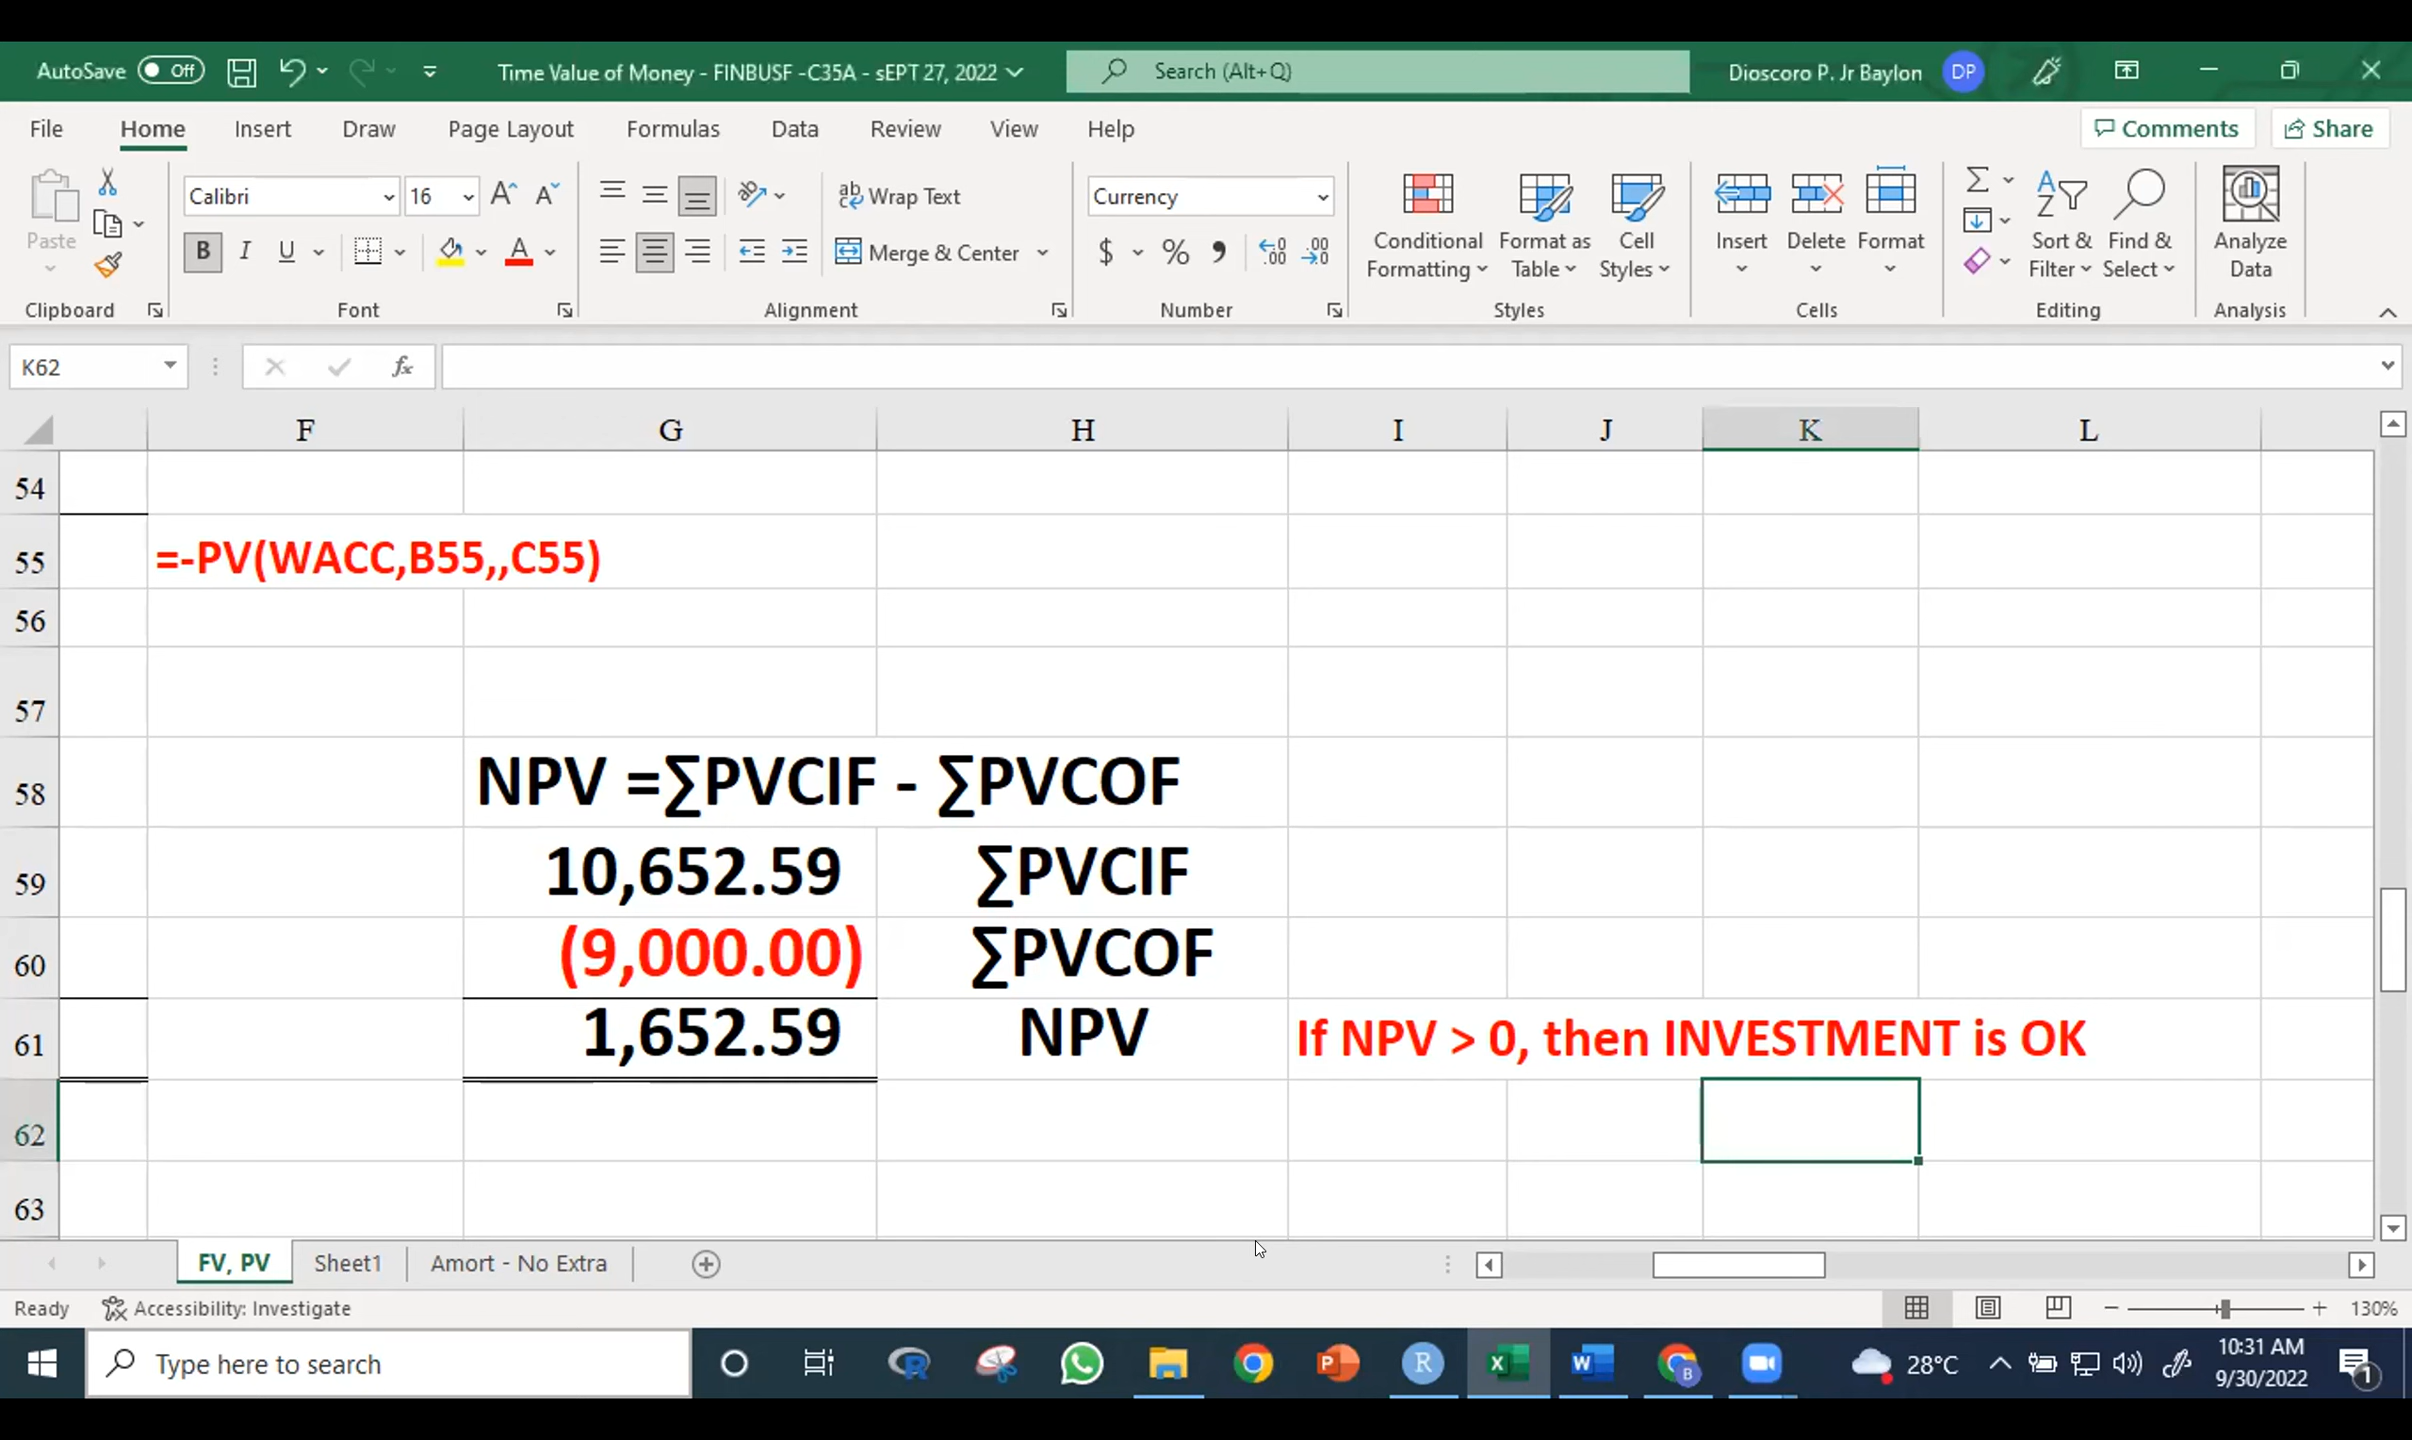 AutoSave Off Time Value of Money - FINBUSF -C35A - sEPT 27, 2022 Search (Alt+Q) Dioscoro P. Jr Baylon DP
File Home Insert Draw Page Layout Formulas Data Review View Help Comments Share
Paste
Calibri 16 A A
B I U A
ab Wrap Text
Merge & Center
Currency
$ % 9 .00
Conditional Formatting
Format as Table
Cell Styles
Insert Delete Format
Sort & Filter
Find & Select
Analyze Data
Clipboard Font Alignment Number Styles Cells Editing Analysis
K62 fx
F G H I J K L
54
55 =-PV(WACC,B55,,C55)
56
57
58 NPV =∑PVCIF - ∑PVCOF
59 10,652.59 ∑PVCIF
60 (9,000.00) ∑PVCOF
61 1,652.59 NPV If NPV > 0, then INVESTMENT is OK
62
63
FV, PV Sheet1 Amort - No Extra
Ready Accessibility: Investigate 130%
Type here to search 28°C 10:31 AM
9/30/2022